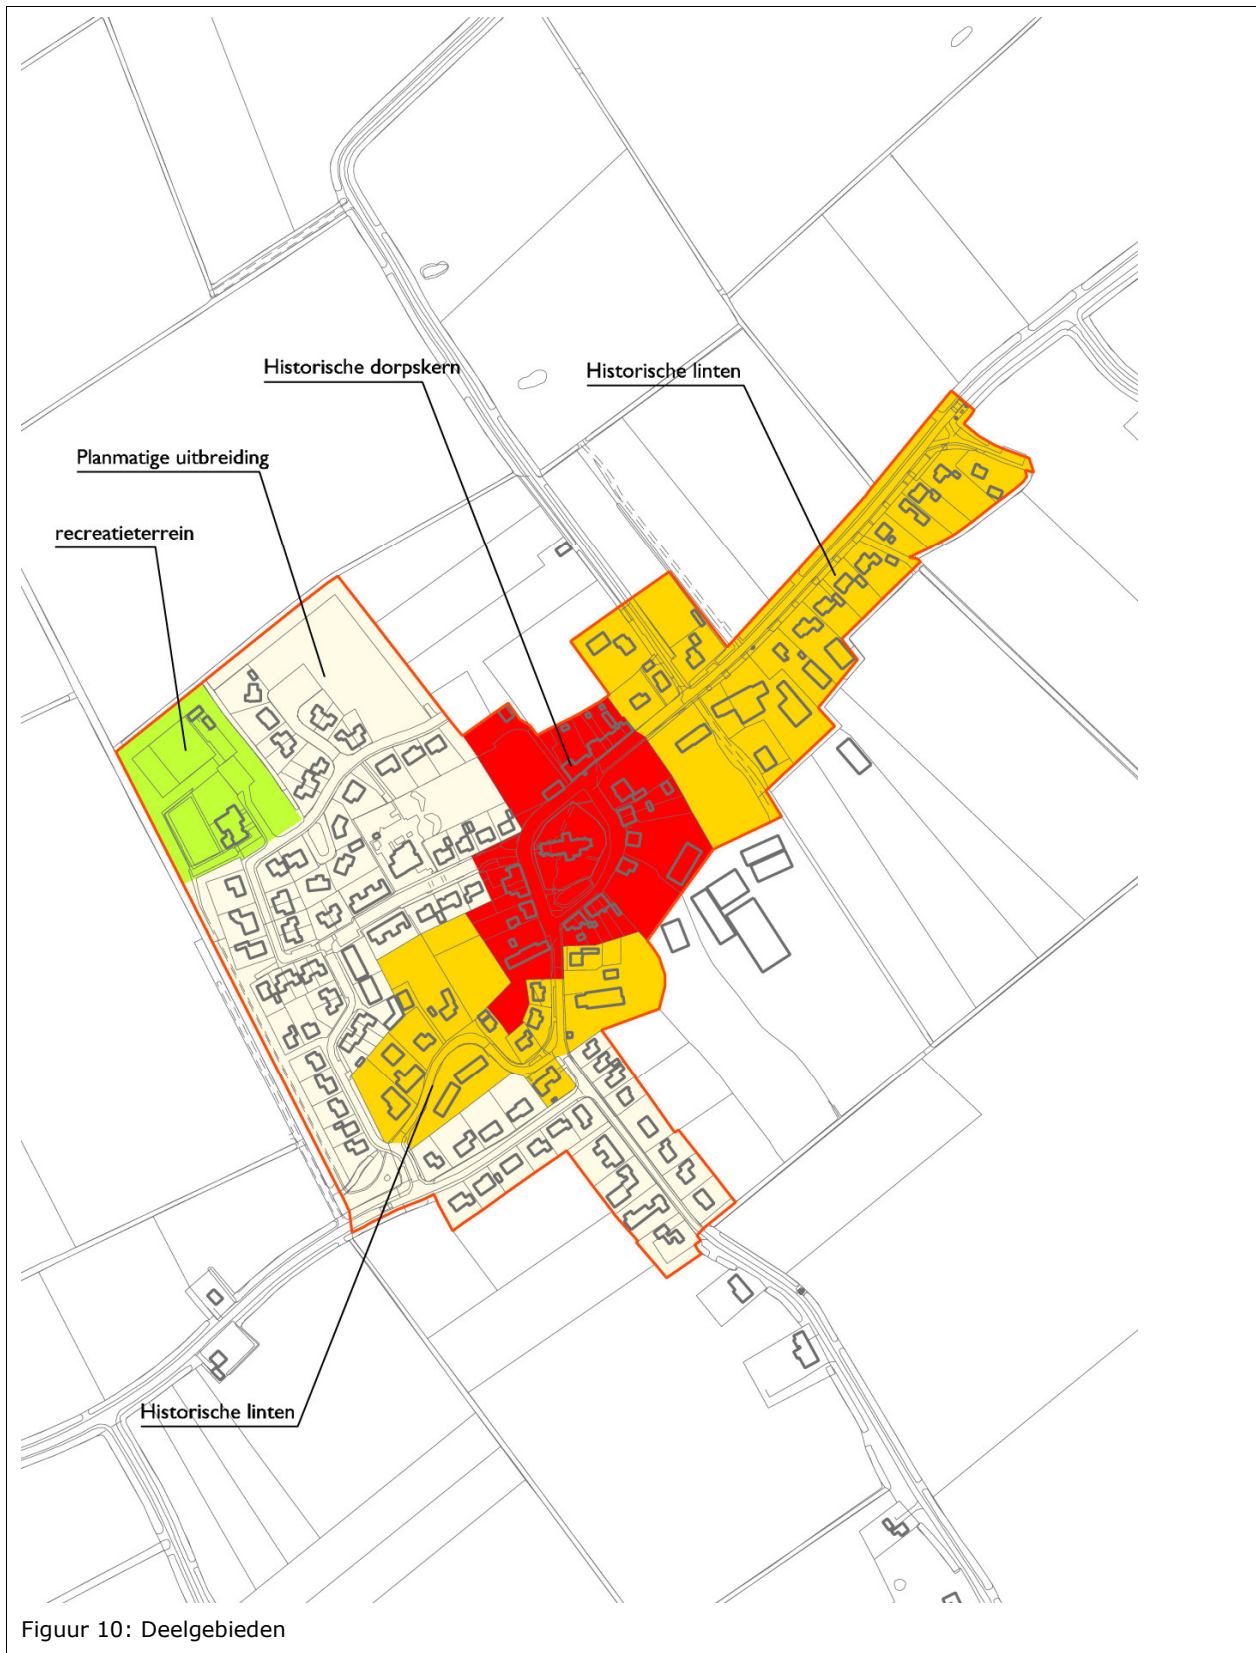 Historische dorpskern
Historische linten
Planmatige uitbreiding
recreatieterrein
Historische linten
Figuur 10: Deelgebieden